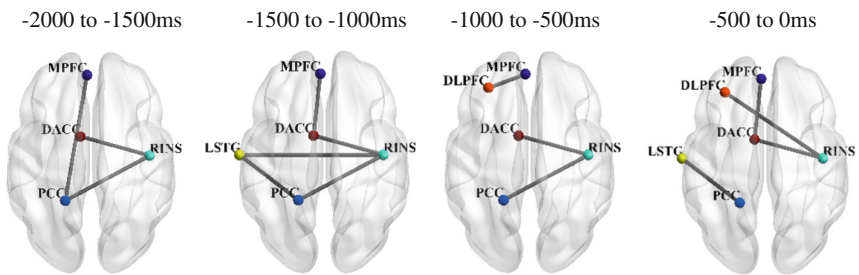 -2000 to -1500ms
-1500 to -1000ms
-1000 to -500ms
-500 to 0ms
MPFC
DACC
RINS
PCC
MPFC
DACC
LSTG
RINS
PCC
MPFC
DLPFC
DACC
RINS
PCC
MPFC
DLPFC
DACC
LSTG
RINS
PCC